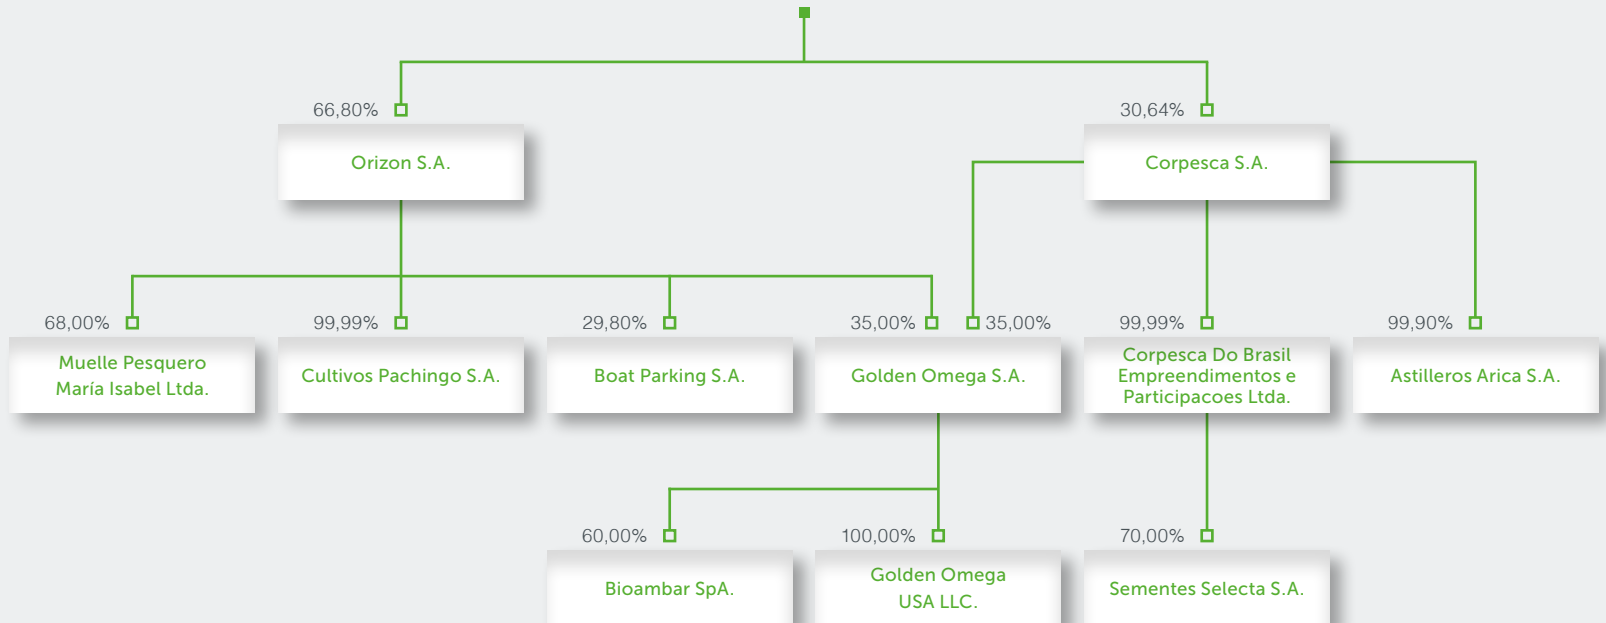 66,80%
30,64%
Orizon S.A.
Corpesca S.A.
68,00%
99,99%
29,80%
35,00%
35,00%
99,99%
99,90%
Muelle Pesquero
María Isabel Ltda.
Cultivos Pachingo S.A.
Boat Parking S.A.
Golden Omega S.A.
Corpesca Do Brasil
Empreendimentos e
Participacoes Ltda.
Astilleros Arica S.A.
60,00%
100,00%
70,00%
Bioambar SpA.
Golden Omega
USA LLC.
Sementes Selecta S.A.